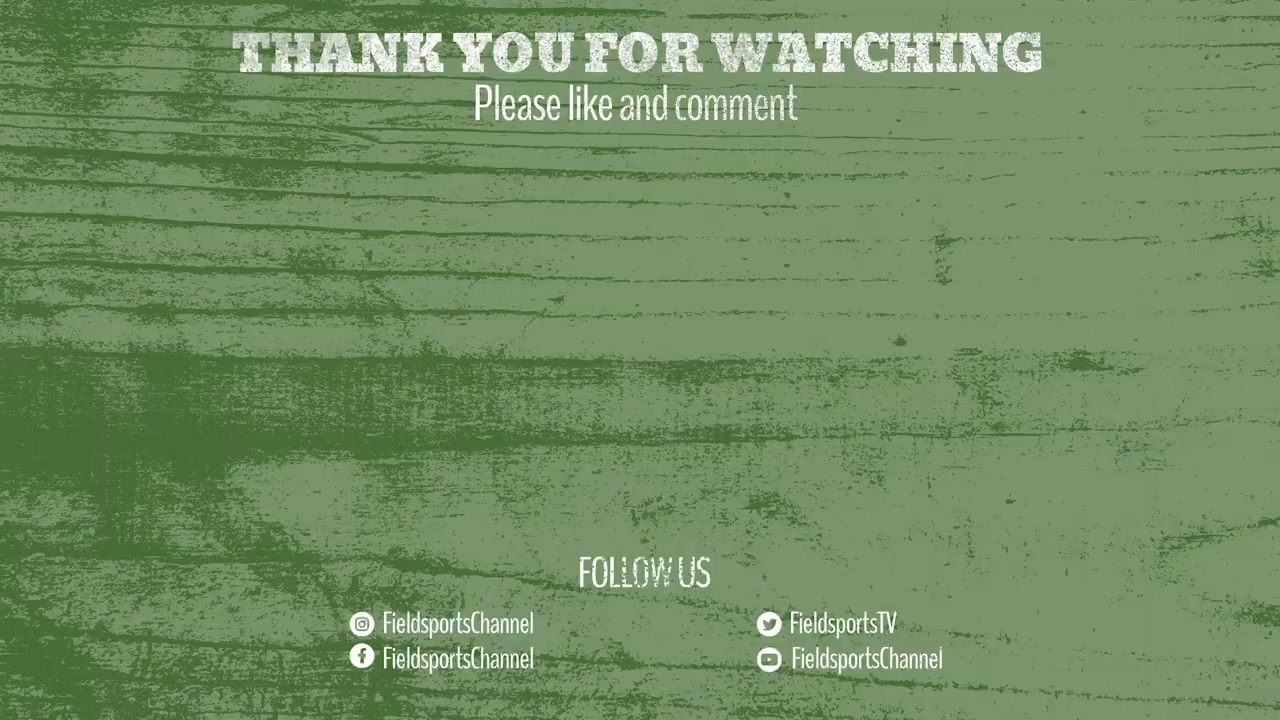 THANK YOU FOR WATCHING
Please like and comment
FOLLOW US
FieldsportsChannel
FieldsportsTV
FieldsportsChannel
FieldsportsChannel